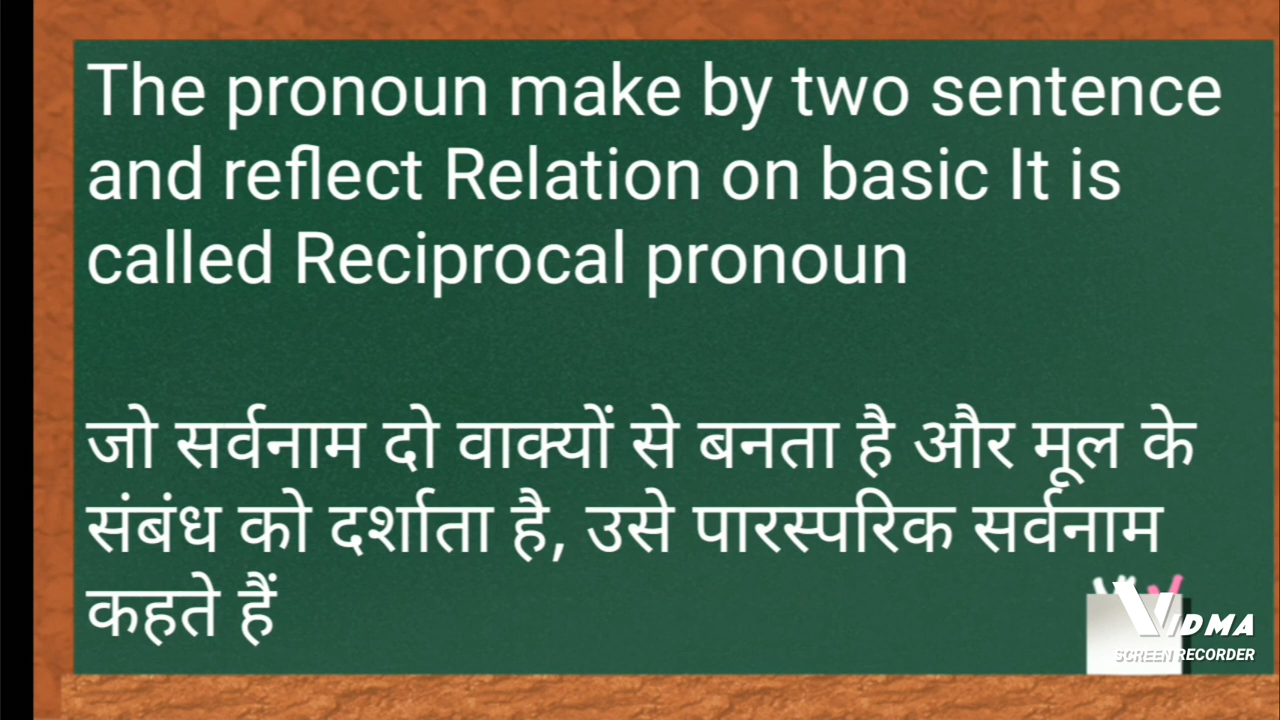 The pronoun make by two sentence
and reflect Relation on basic It is
called Reciprocal pronoun
जो सर्वनाम दो वाक्यों से बनता है और मूल के
संबंध को दर्शाता है, उसे पारस्परिक सर्वनाम
कहते हैं
VIDMA
SCREEN RECORDER